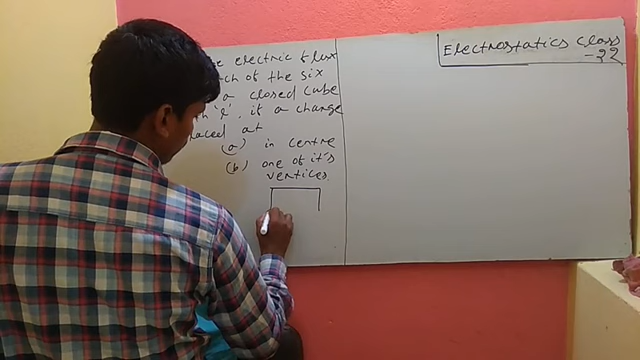 electric flux
of the six
a closed cube
'l', if a charge
placed at
(a) in centre
(b) one of it's
vertices.
Electrostatics Class
-22